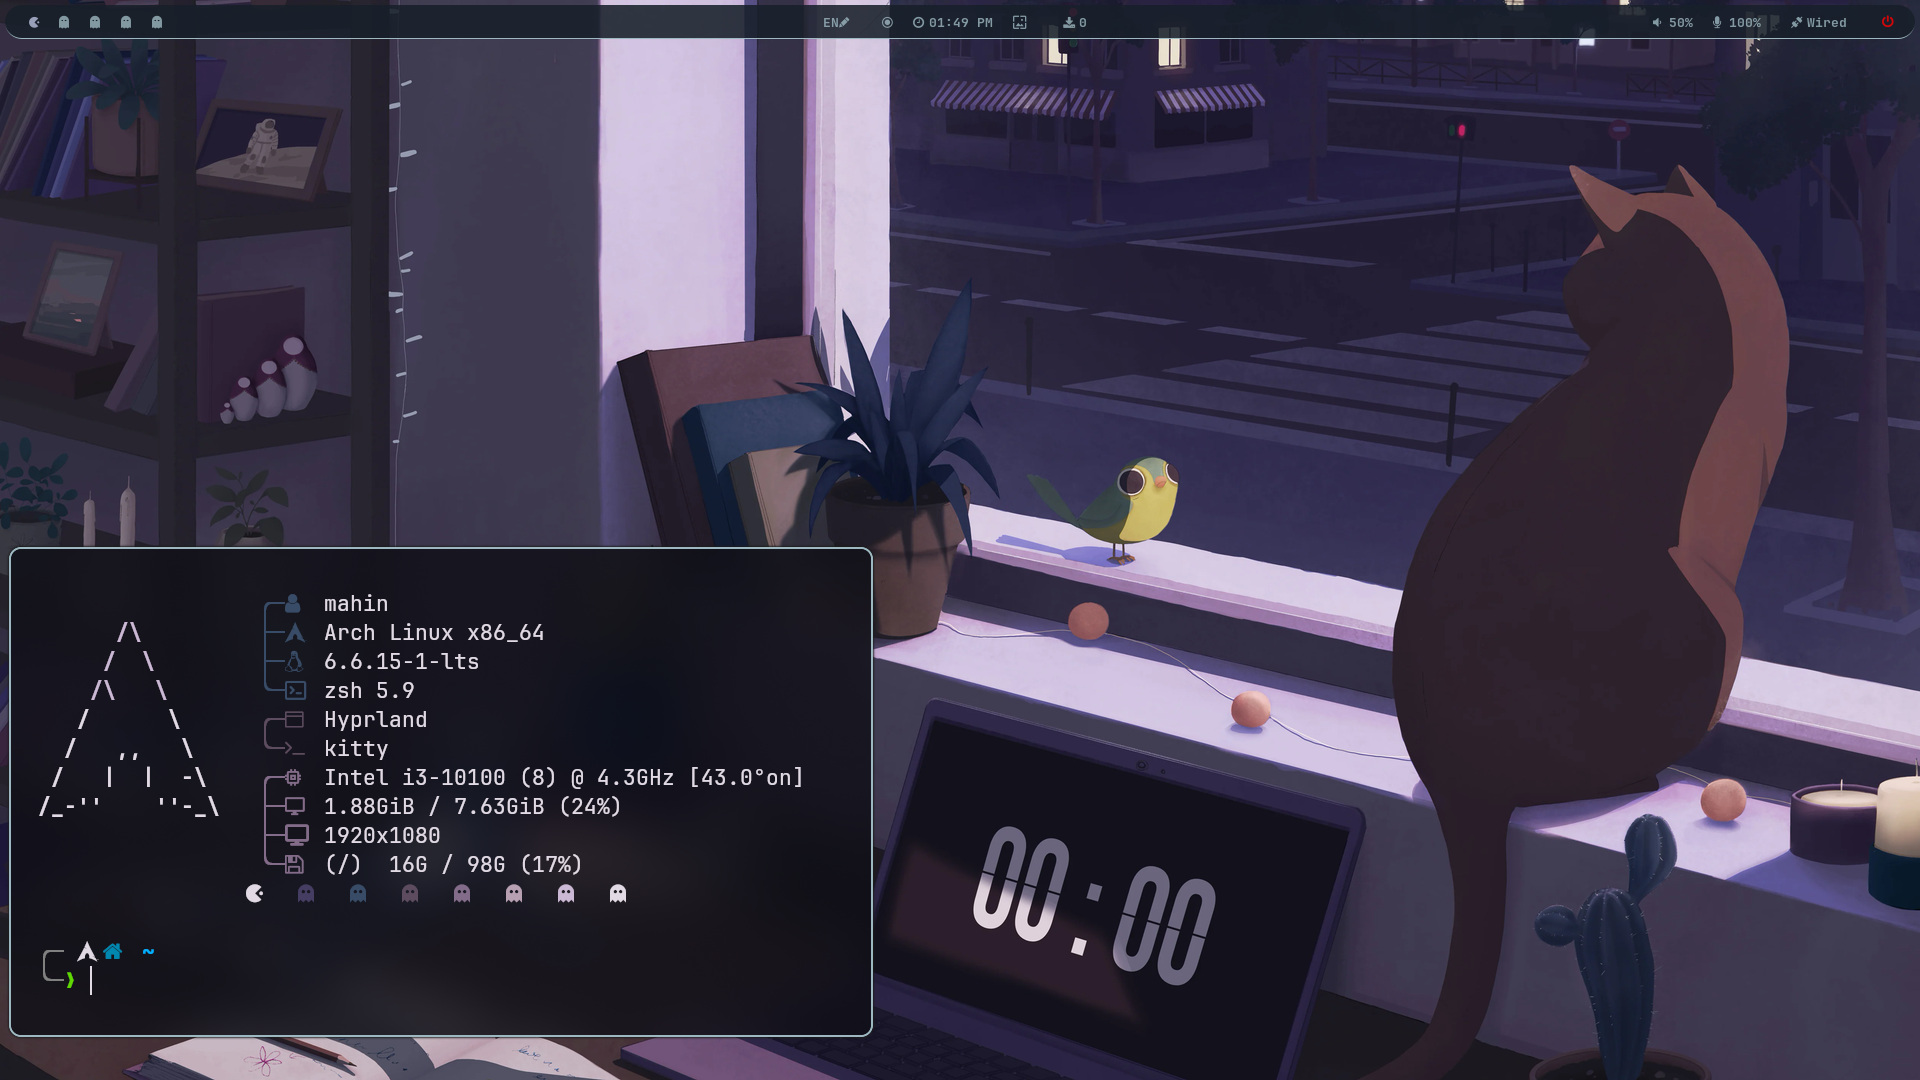 EN
01:49 PM
0
50%
100%
Wired
mahin
Arch Linux x86_64
6.6.15-1-lts
zsh 5.9
Hyprland
kitty
Intel i3-10100 (8) @ 4.3GHz [43.0°on]
1.88GiB / 7.63GiB (24%)
1920x1080
(/)  16G / 98G (17%)
~
00:00